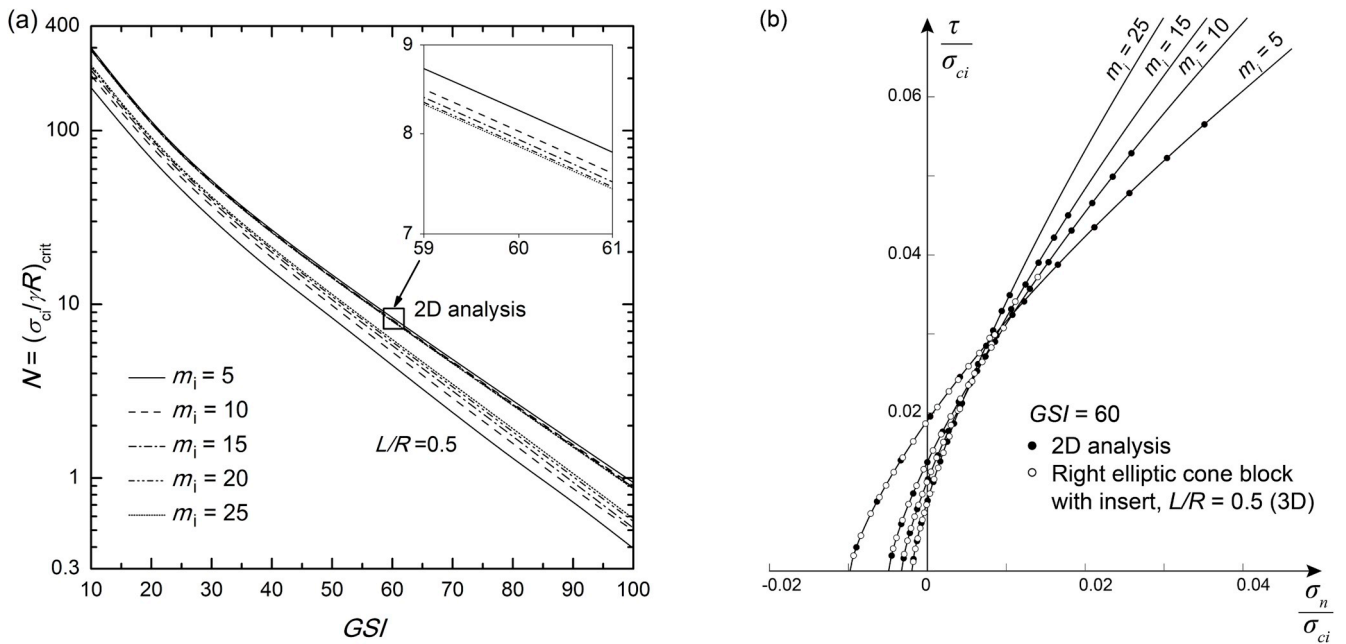 (a)
400
100
10
1
0.3
N = (σci/γR)crit
10 20 30 40 50 60 70 80 90 100
GSI
9
8
7
59 60 61
2D analysis
mi = 5
mi = 10
mi = 15
mi = 20
mi = 25
L/R =0.5
(b)
τ
σci
mi = 25
mi = 15
mi = 10
mi = 5
0.06
0.04
0.02
GSI = 60
2D analysis
Right elliptic cone block
with insert, L/R = 0.5 (3D)
-0.02 0 0.02 0.04
σn
σci